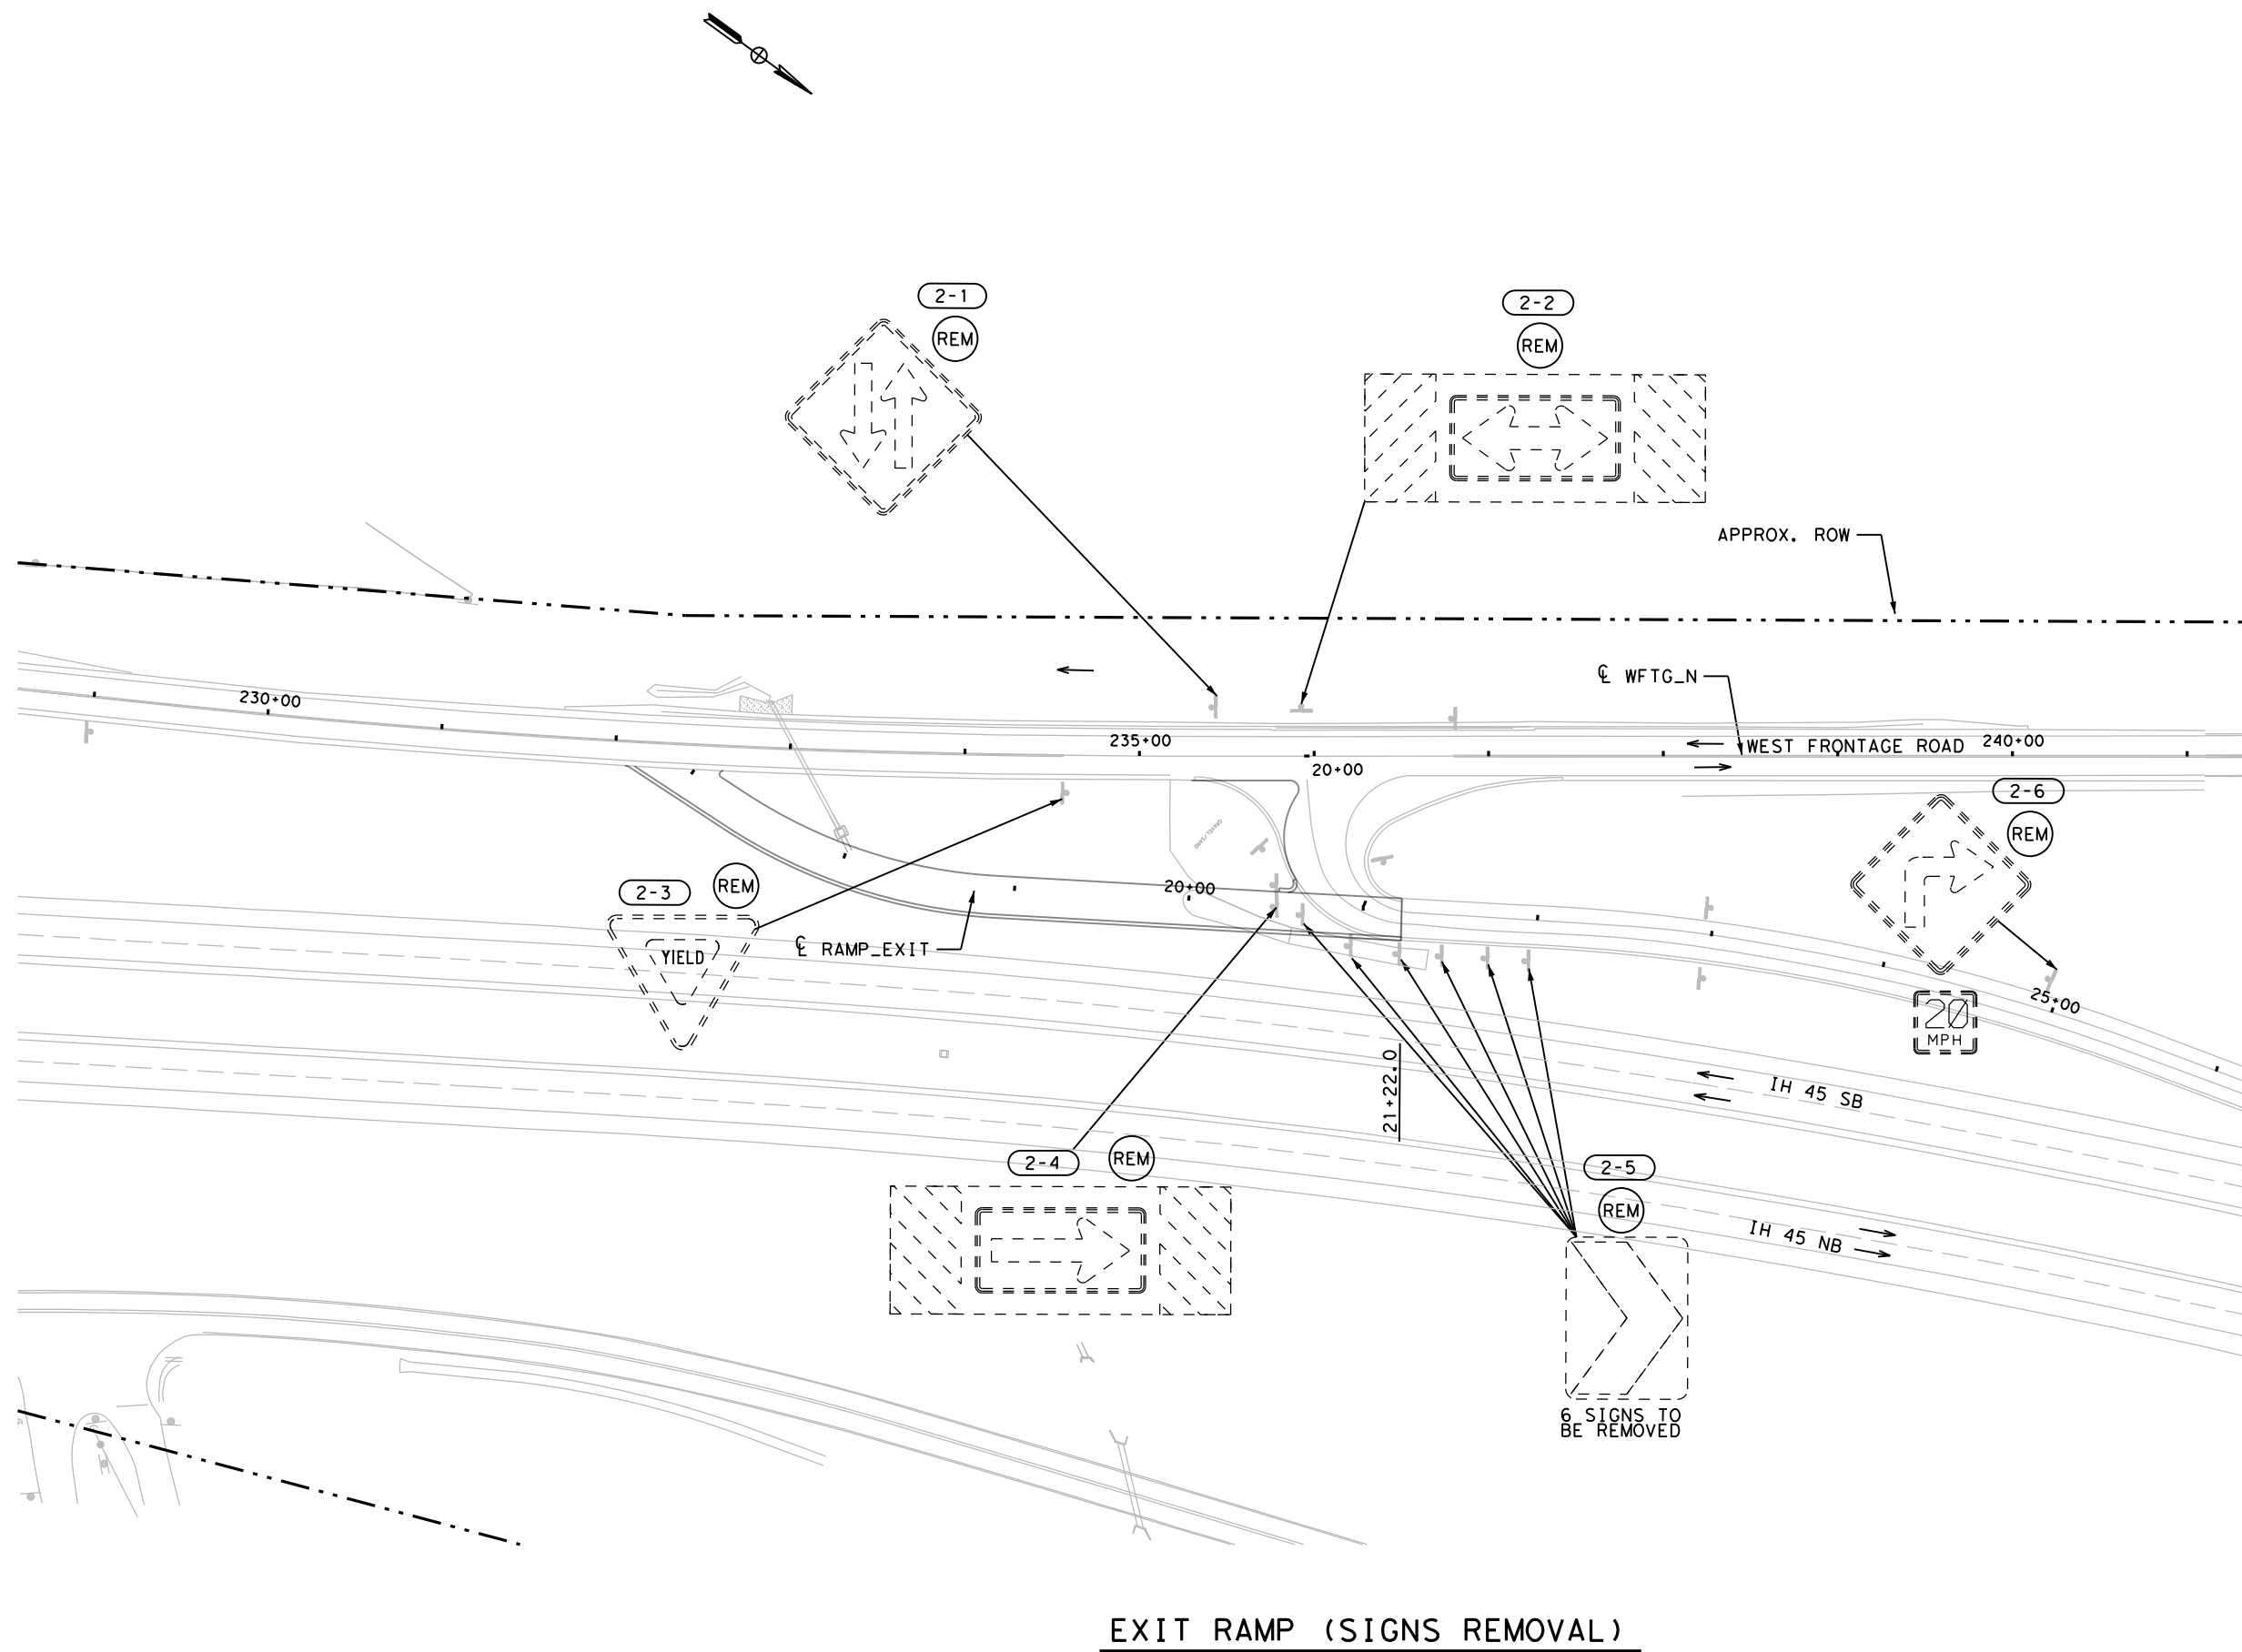 2-1
REM
2-2
REM
APPROX. ROW
℄ WFTG_N
230+00
235+00
WEST FRONTAGE ROAD
240+00
20+00
2-6
REM
GRAVEL/SAND
2-3
REM
20+00
YIELD
℄ RAMP_EXIT
25+00
20
MPH
21+22.0
IH 45 SB
2-4
REM
2-5
REM
IH 45 NB
6 SIGNS TO
BE REMOVED
EXIT RAMP (SIGNS REMOVAL)